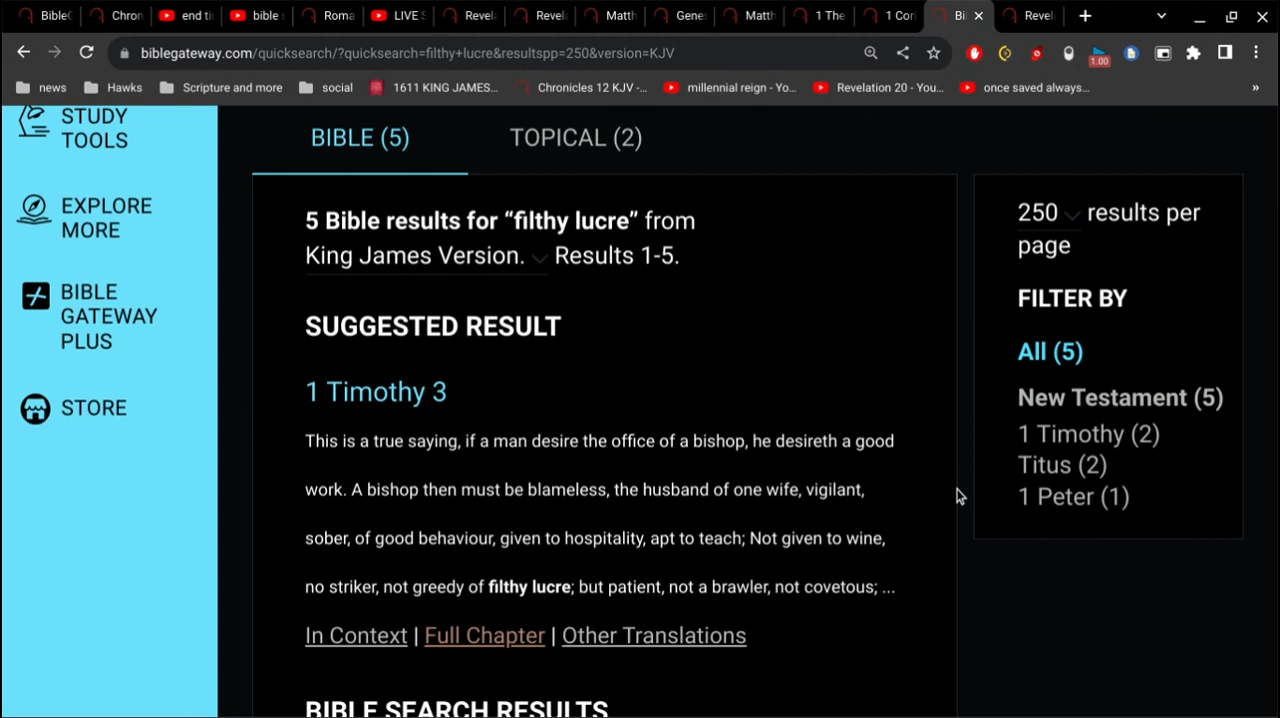 BibleG
Chron
end ti
bible s
Roma
LIVE S
Revela
Revela
Matth
Genes
Matth
1 The
1 Cori
Bi
Revel
biblegateway.com/quicksearch/?quicksearch=filthy+lucre&resultspp=250&version=KJV
1.00
news
Hawks
Scripture and more
social
1611 KING JAMES...
Chronicles 12 KJV -...
millennial reign - Yo...
Revelation 20 - You...
once saved always...
»
STUDY
TOOLS
EXPLORE
MORE
BIBLE
GATEWAY
PLUS
STORE
BIBLE (5)
TOPICAL (2)
5 Bible results for “filthy lucre” from
King James Version. Results 1-5.
SUGGESTED RESULT
1 Timothy 3
This is a true saying, if a man desire the office of a bishop, he desireth a good
work. A bishop then must be blameless, the husband of one wife, vigilant,
sober, of good behaviour, given to hospitality, apt to teach; Not given to wine,
no striker, not greedy of filthy lucre; but patient, not a brawler, not covetous; ...
In Context | Full Chapter | Other Translations
BIBLE SEARCH RESULTS
250 results per
page
FILTER BY
All (5)
New Testament (5)
1 Timothy (2)
Titus (2)
1 Peter (1)